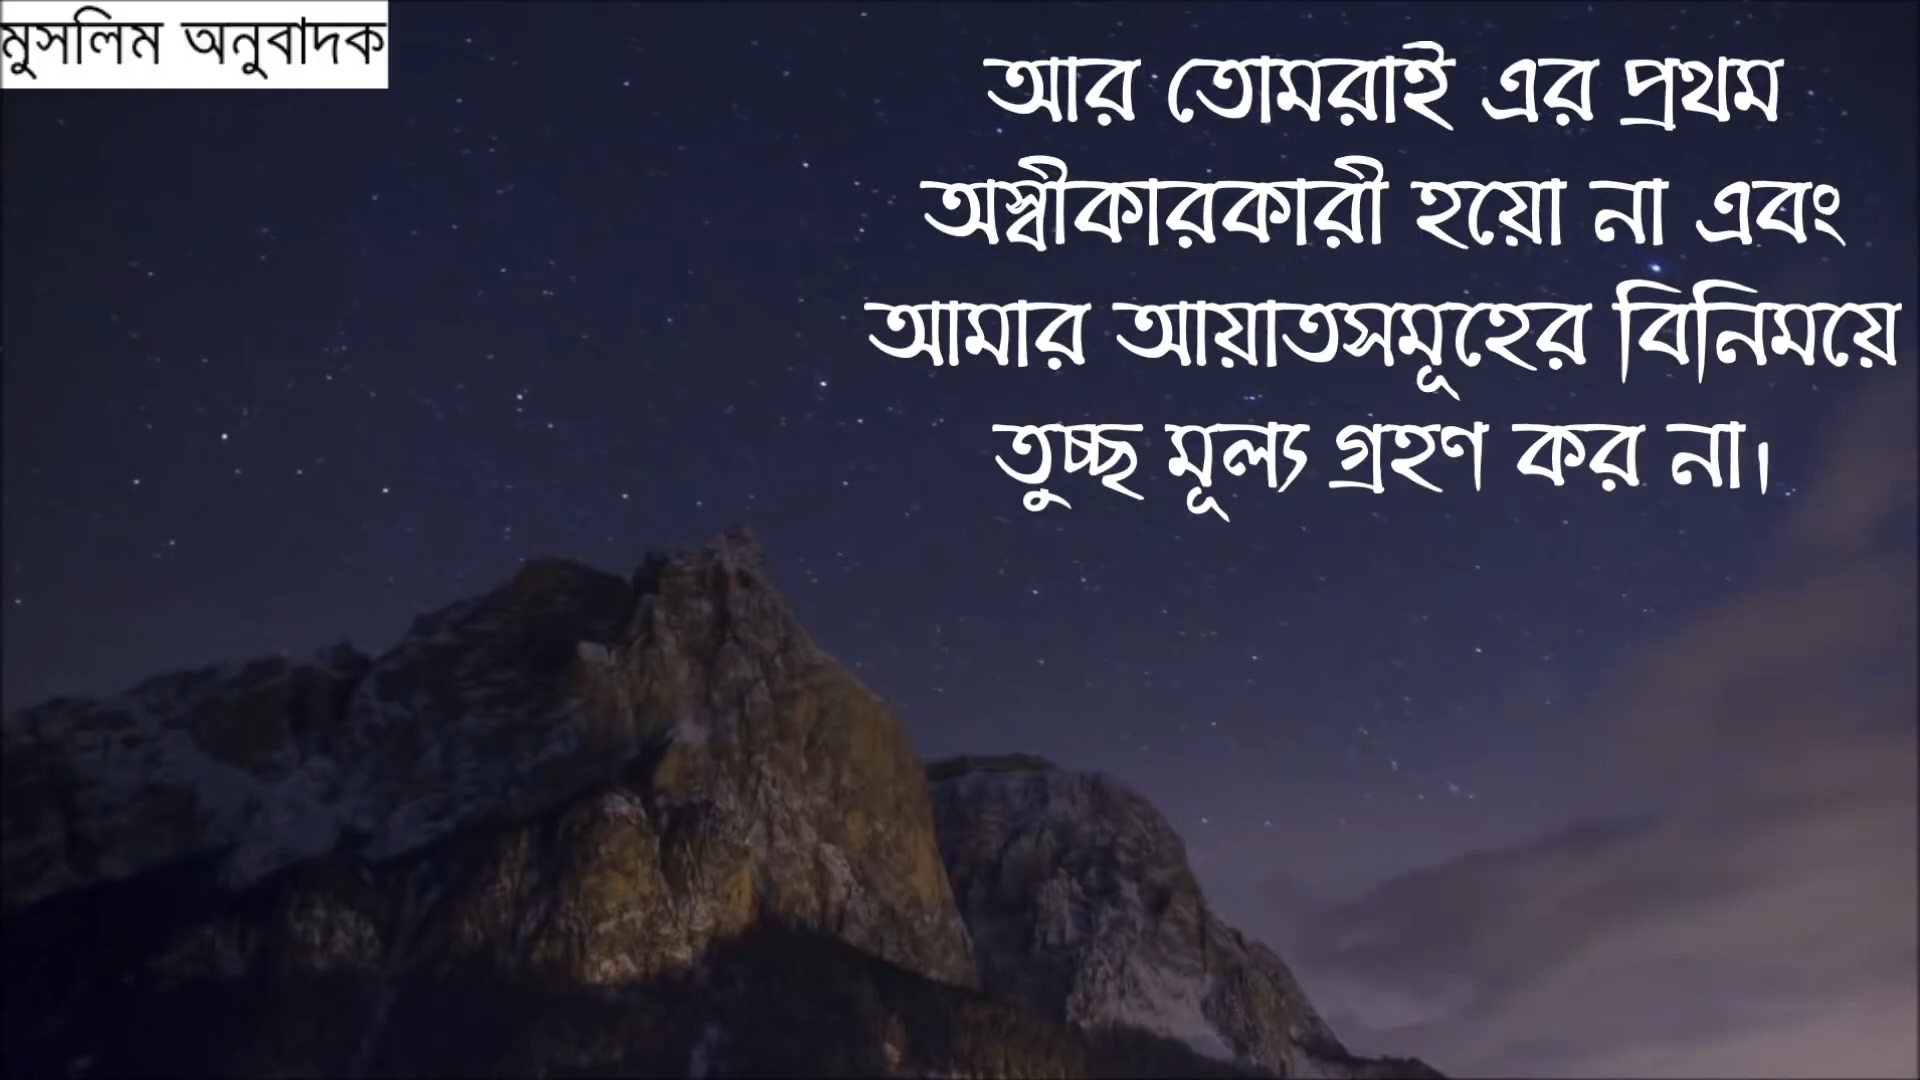 মুসলিম অনুবাদক
আর তোমরাই এর প্রথম
অস্বীকারকারী হয়ো না এবং
আমার আয়াতসমূহের বিনিময়ে
তুচ্ছ মূল্য গ্রহণ কর না।